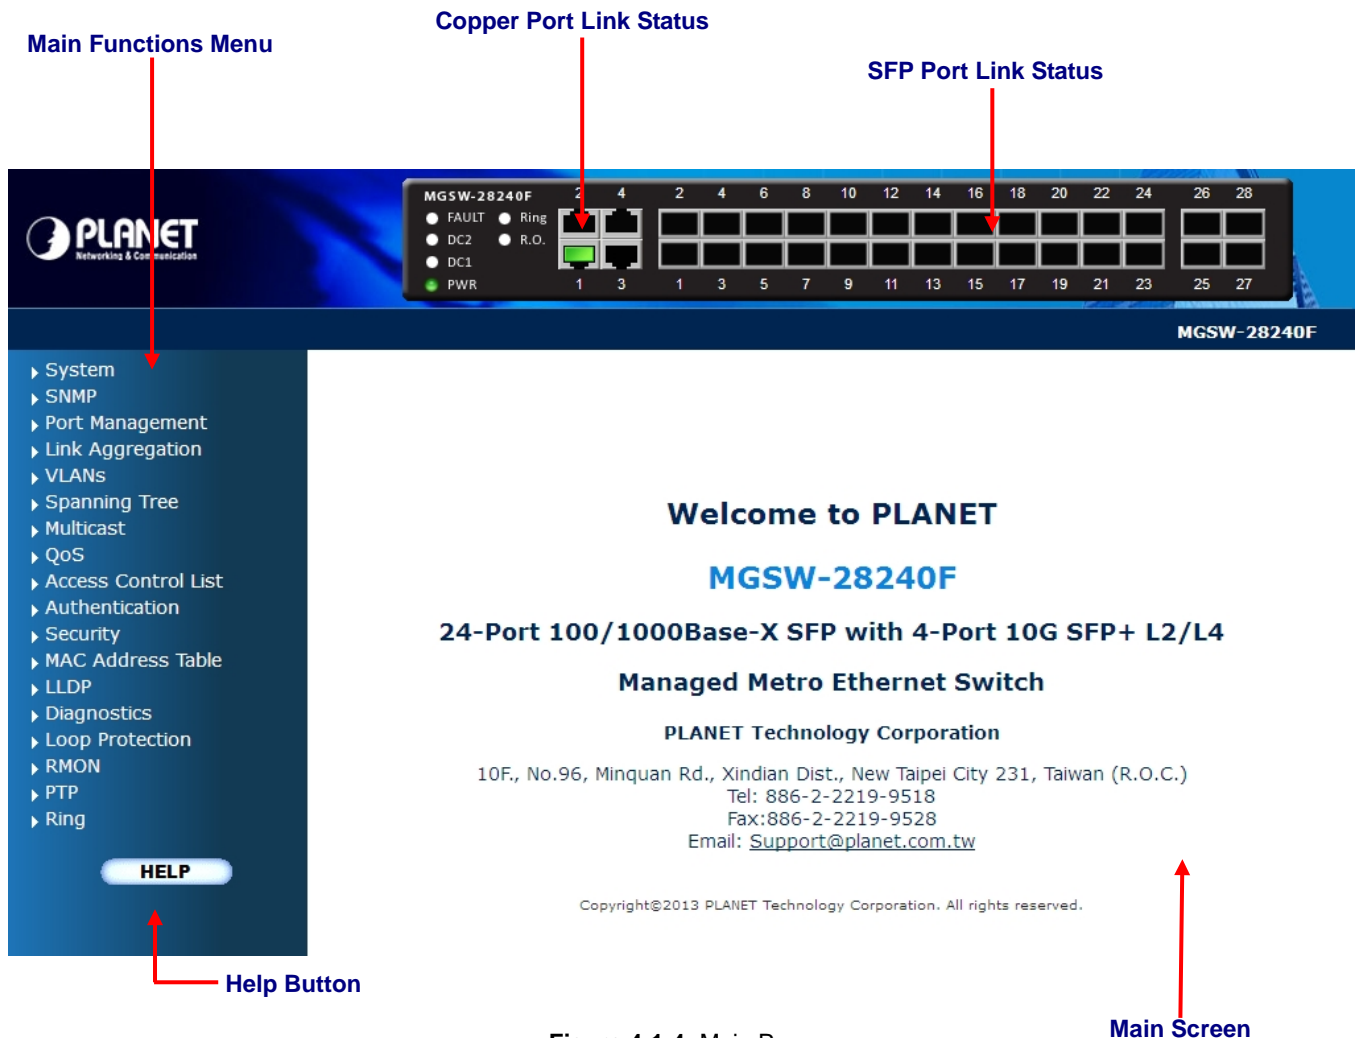 Copper Port Link Status
Main Functions Menu
SFP Port Link Status
PLANET
Networking & Communication
MGSW-28240F
FAULT Ring
DC2 R.O.
DC1
PWR
2 4 2 4 6 8 10 12 14 16 18 20 22 24 26 28
1 3 1 3 5 7 9 11 13 15 17 19 21 23 25 27
MGSW-28240F
System
SNMP
Port Management
Link Aggregation
VLANs
Spanning Tree
Multicast
QoS
Access Control List
Authentication
Security
MAC Address Table
LLDP
Diagnostics
Loop Protection
RMON
PTP
Ring
HELP
Welcome to PLANET
MGSW-28240F
24-Port 100/1000Base-X SFP with 4-Port 10G SFP+ L2/L4
Managed Metro Ethernet Switch
PLANET Technology Corporation
10F., No.96, Minquan Rd., Xindian Dist., New Taipei City 231, Taiwan (R.O.C.)
Tel: 886-2-2219-9518
Fax:886-2-2219-9528
Email: Support@planet.com.tw
Copyright©2013 PLANET Technology Corporation. All rights reserved.
Help Button
Main Screen